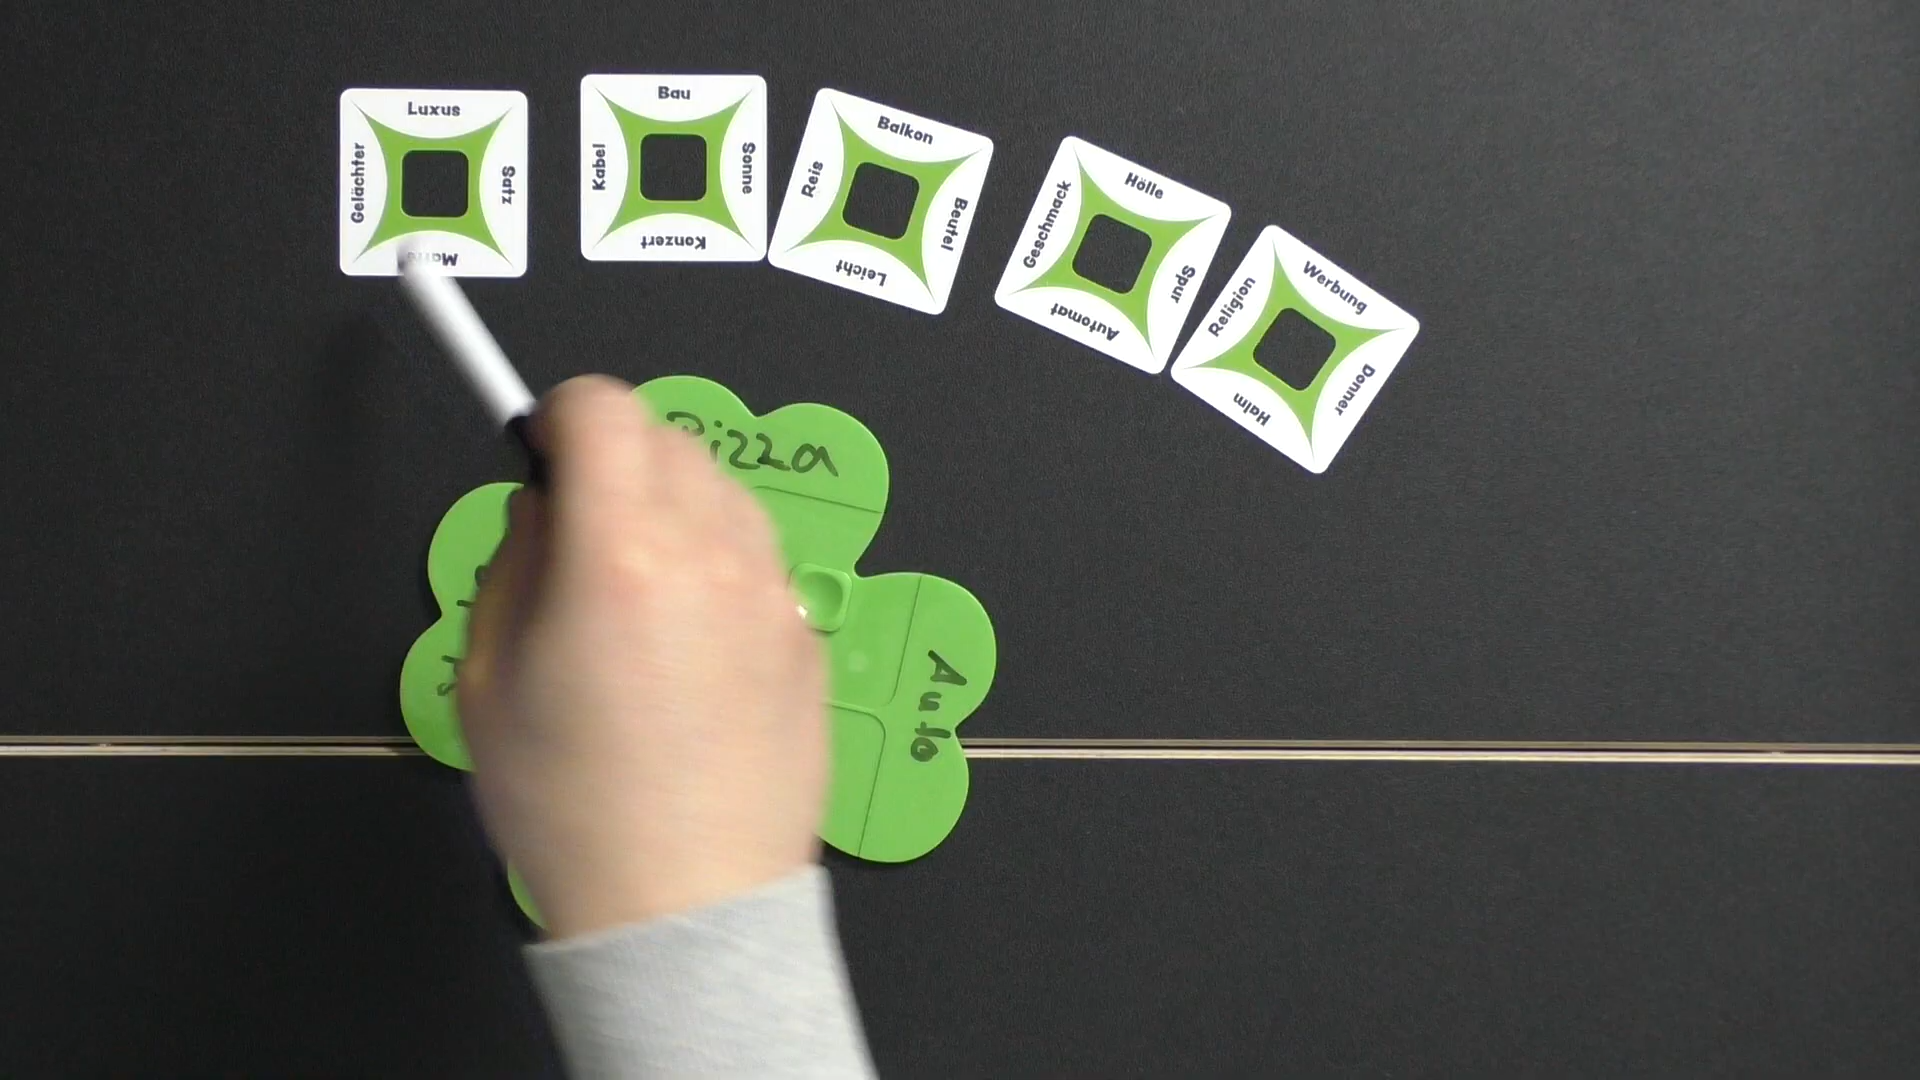 Luxus
Gelächter
Satz
Bau
Kabel
Sonne
Konzert
Balkon
Reis
Beutel
Leicht
Hölle
Geschmack
Spur
Automat
Werbung
Religion
Donner
Halm
Pizza
Auto